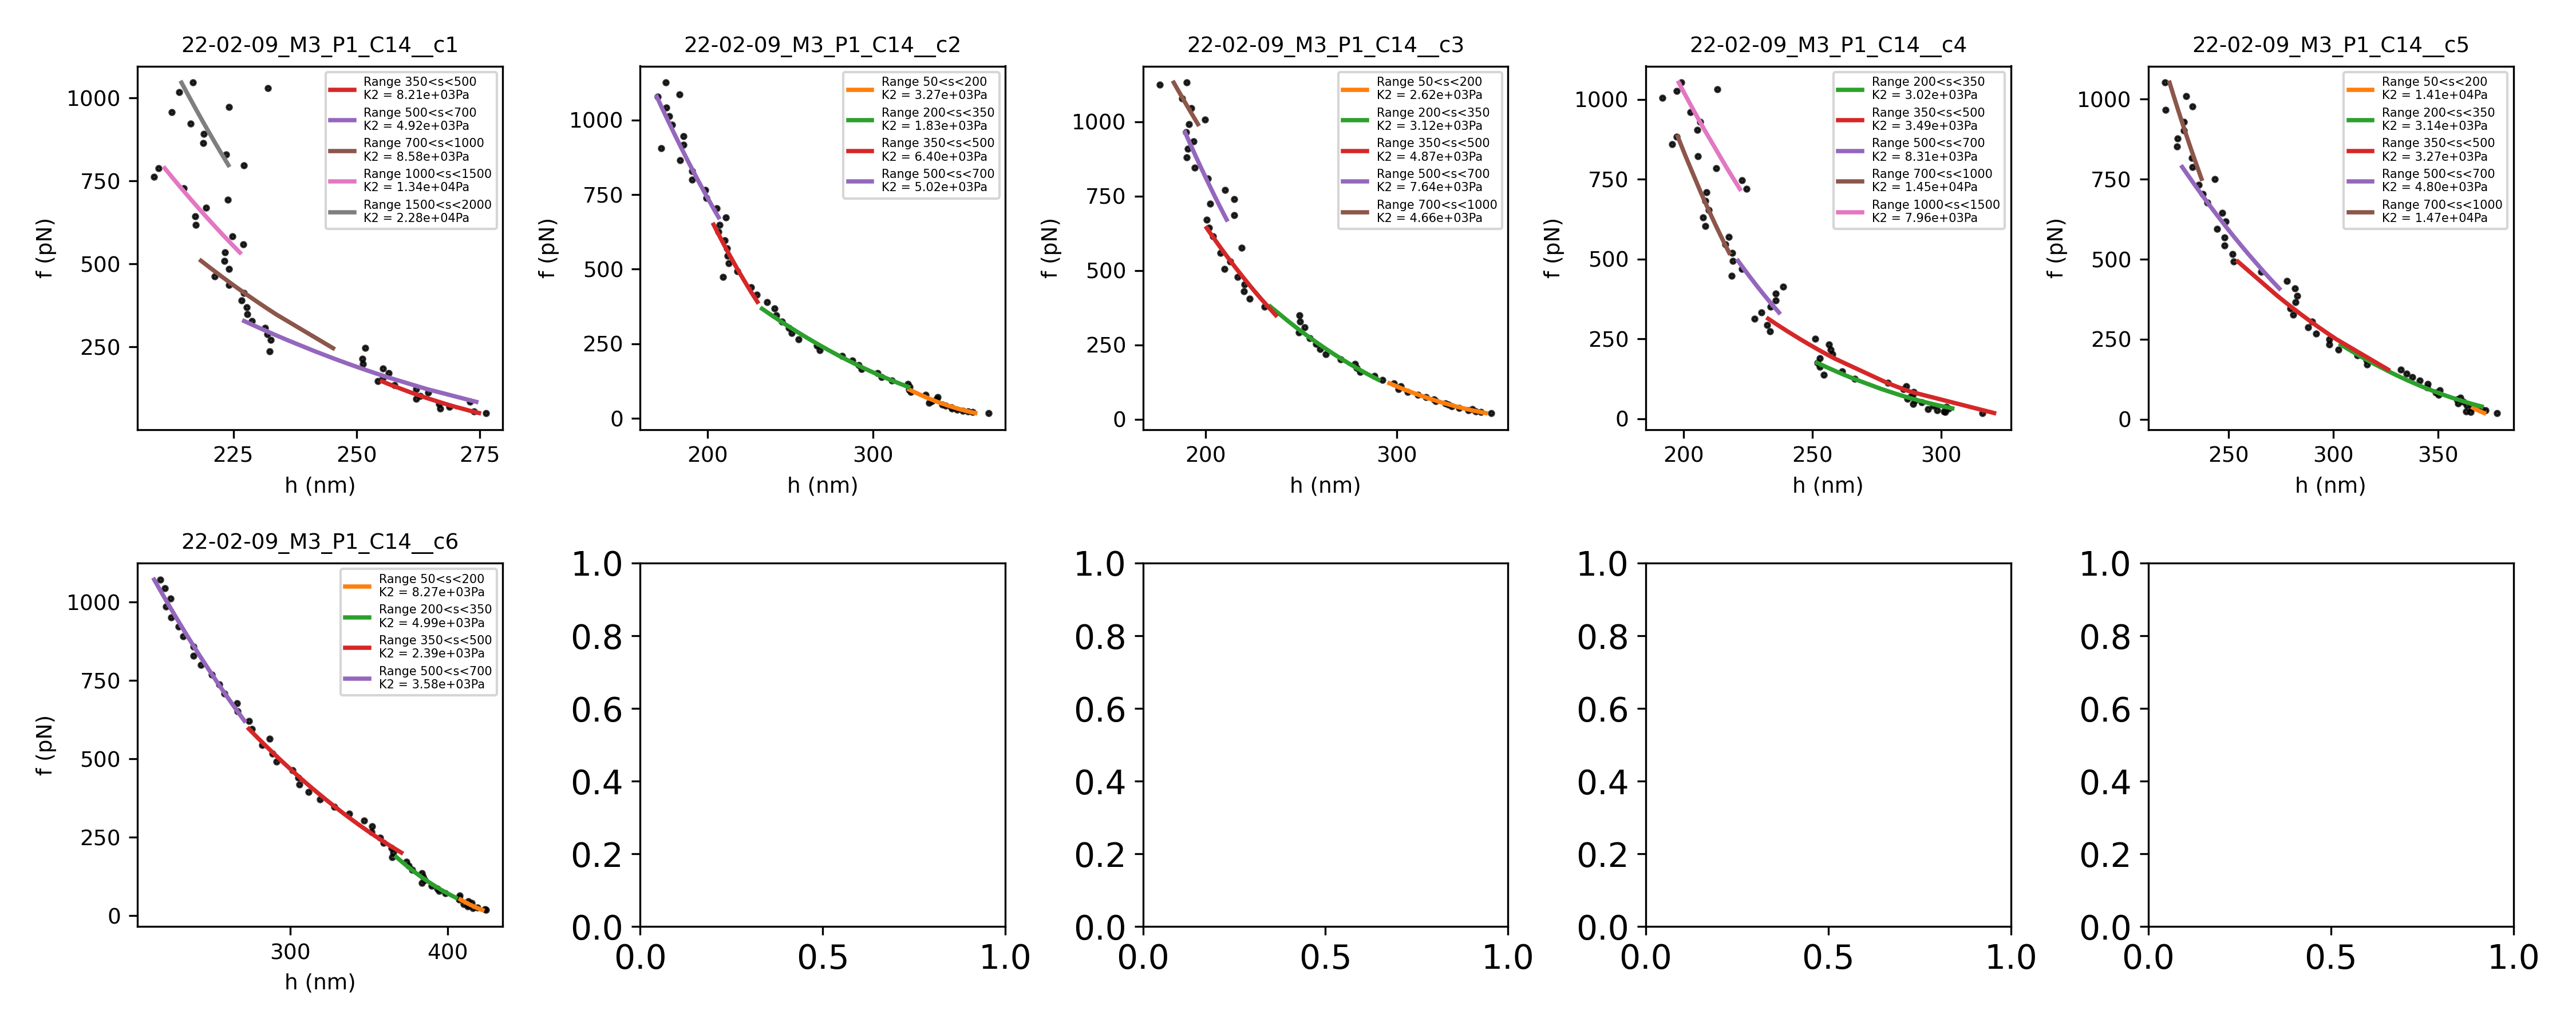 22-02-09_M3_P1_C14__c1
f (pN)
1000
750
500
250
225
250
275
h (nm)
Range 350<s<500
K2 = 8.21e+03Pa
Range 500<s<700
K2 = 4.92e+03Pa
Range 700<s<1000
K2 = 8.58e+03Pa
Range 1000<s<1500
K2 = 1.34e+04Pa
Range 1500<s<2000
K2 = 2.28e+04Pa
22-02-09_M3_P1_C14__c2
f (pN)
1000
750
500
250
0
200
300
h (nm)
Range 50<s<200
K2 = 3.27e+03Pa
Range 200<s<350
K2 = 1.83e+03Pa
Range 350<s<500
K2 = 6.40e+03Pa
Range 500<s<700
K2 = 5.02e+03Pa
22-02-09_M3_P1_C14__c3
f (pN)
1000
750
500
250
0
200
300
h (nm)
Range 50<s<200
K2 = 2.62e+03Pa
Range 200<s<350
K2 = 3.12e+03Pa
Range 350<s<500
K2 = 4.87e+03Pa
Range 500<s<700
K2 = 7.64e+03Pa
Range 700<s<1000
K2 = 4.66e+03Pa
22-02-09_M3_P1_C14__c4
f (pN)
1000
750
500
250
0
200
250
300
h (nm)
Range 200<s<350
K2 = 3.02e+03Pa
Range 350<s<500
K2 = 3.49e+03Pa
Range 500<s<700
K2 = 8.31e+03Pa
Range 700<s<1000
K2 = 1.45e+04Pa
Range 1000<s<1500
K2 = 7.96e+03Pa
22-02-09_M3_P1_C14__c5
f (pN)
1000
750
500
250
0
250
300
350
h (nm)
Range 50<s<200
K2 = 1.41e+04Pa
Range 200<s<350
K2 = 3.14e+03Pa
Range 350<s<500
K2 = 3.27e+03Pa
Range 500<s<700
K2 = 4.80e+03Pa
Range 700<s<1000
K2 = 1.47e+04Pa
22-02-09_M3_P1_C14__c6
f (pN)
1000
750
500
250
0
300
400
h (nm)
Range 50<s<200
K2 = 8.27e+03Pa
Range 200<s<350
K2 = 4.99e+03Pa
Range 350<s<500
K2 = 2.39e+03Pa
Range 500<s<700
K2 = 3.58e+03Pa
1.0
0.8
0.6
0.4
0.2
0.0
0.0
0.5
1.0
1.0
0.8
0.6
0.4
0.2
0.0
0.0
0.5
1.0
1.0
0.8
0.6
0.4
0.2
0.0
0.0
0.5
1.0
1.0
0.8
0.6
0.4
0.2
0.0
0.0
0.5
1.0